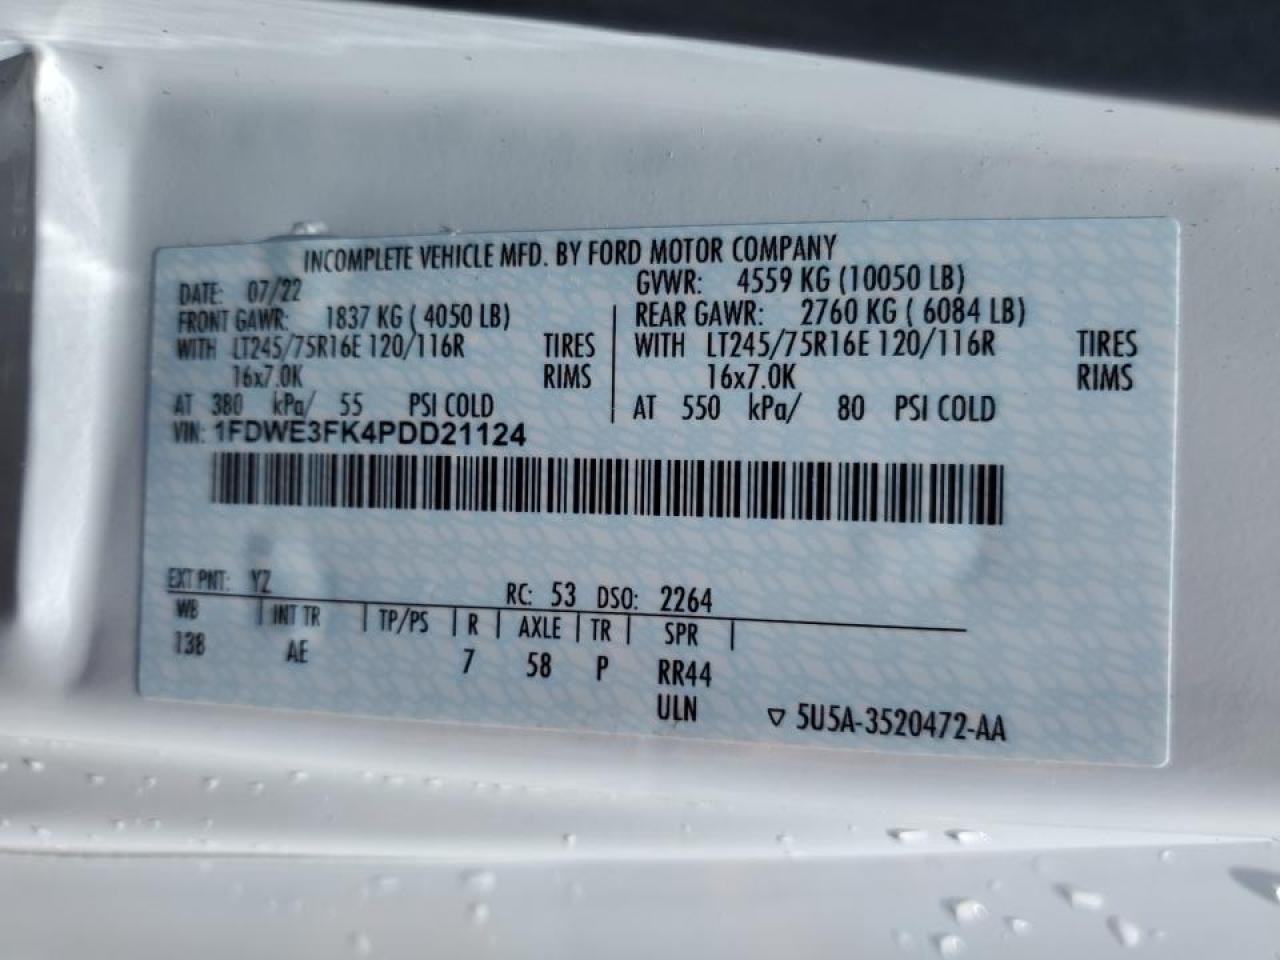 INCOMPLETE VEHICLE MFD. BY FORD MOTOR COMPANY
DATE: 07/22 GVWR: 4559 KG (10050 LB)
FRONT GAWR: 1837 KG ( 4050 LB) REAR GAWR: 2760 KG ( 6084 LB)
WITH LT245/75R16E 120/116R TIRES WITH LT245/75R16E 120/116R TIRES
16x7.0K RIMS 16x7.0K RIMS
AT 380 kPa/ 55 PSI COLD AT 550 kPa/ 80 PSI COLD
VIN: 1FDWE3FK4PDD21124
EXT PNT: YZ RC: 53 DSO: 2264
WB | INT TR | TP/PS | R | AXLE | TR | SPR |
138 AE 7 58 P RR44
ULN ▽ 5U5A-3520472-AA